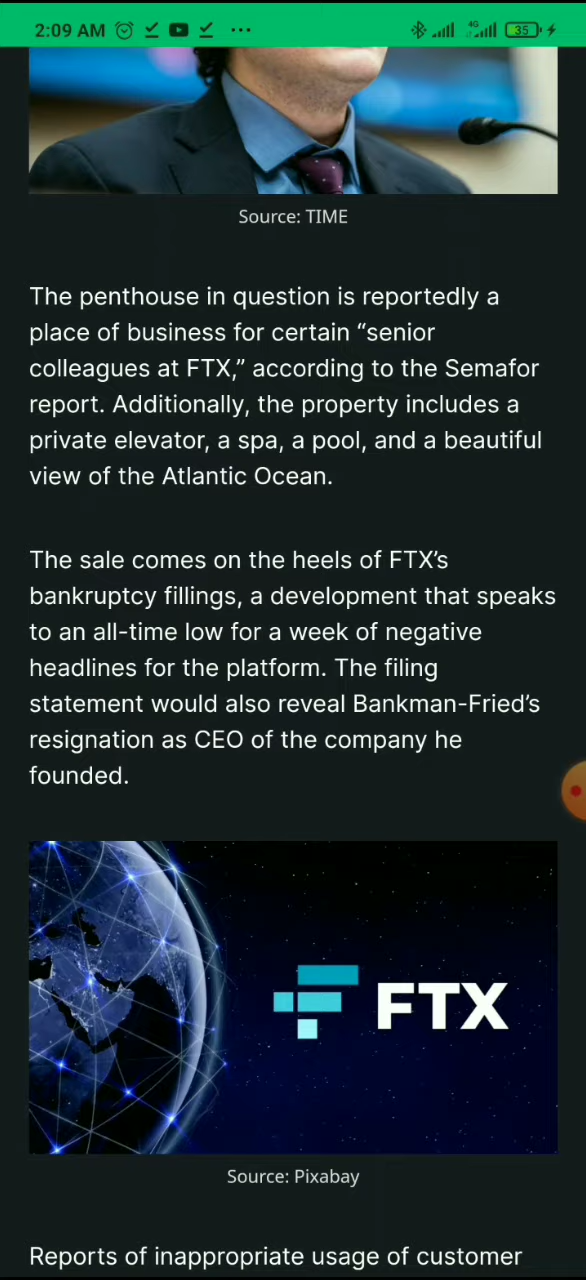 2:09 AM
4G
35
Source: TIME
The penthouse in question is reportedly a
place of business for certain “senior
colleagues at FTX,” according to the Semafor
report. Additionally, the property includes a
private elevator, a spa, a pool, and a beautiful
view of the Atlantic Ocean.
The sale comes on the heels of FTX’s
bankruptcy fillings, a development that speaks
to an all-time low for a week of negative
headlines for the platform. The filing
statement would also reveal Bankman-Fried’s
resignation as CEO of the company he
founded.
FTX
Source: Pixabay
Reports of inappropriate usage of customer